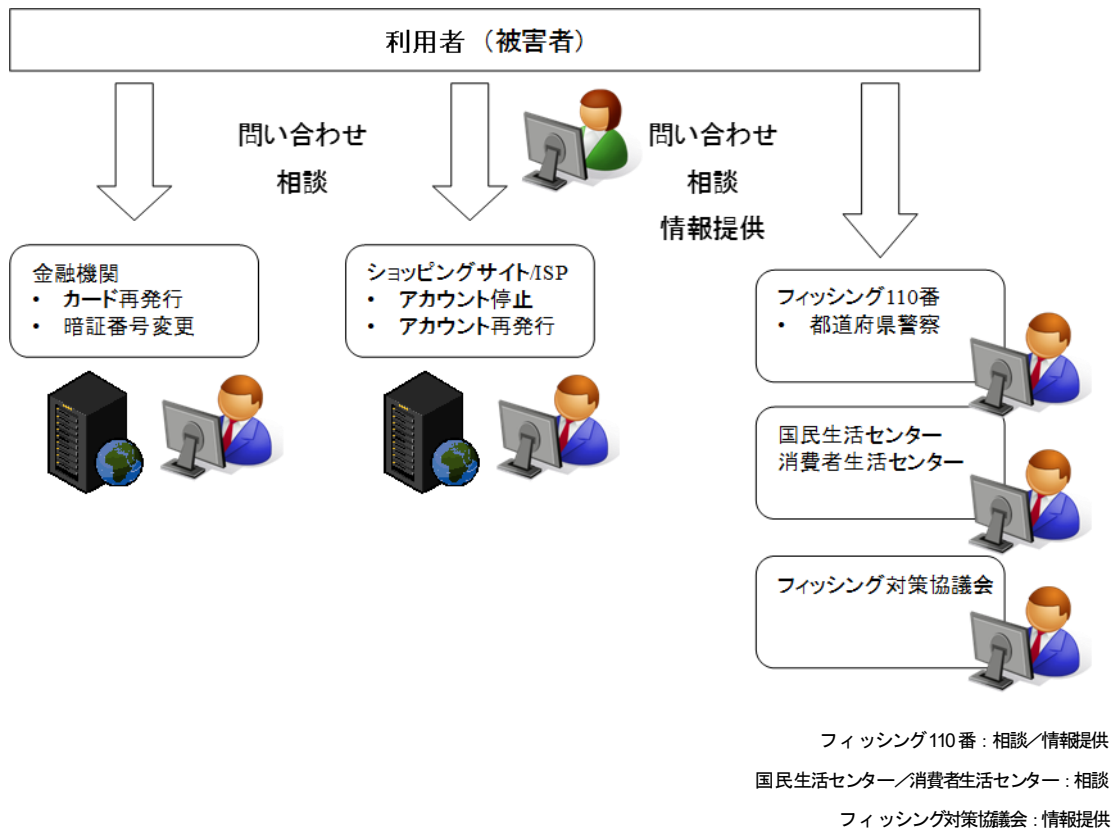 利用者（被害者）
問い合わせ
相談
問い合わせ
相談
情報提供
金融機関
• カード再発行
• 暗証番号変更
ショッピングサイト/ISP
• アカウント停止
• アカウント再発行
フィッシング110番
• 都道府県警察
国民生活センター
消費者生活センター
フィッシング対策協議会
フィッシング110番：相談／情報提供
国民生活センター／消費者生活センター：相談
フィッシング対策協議会：情報提供